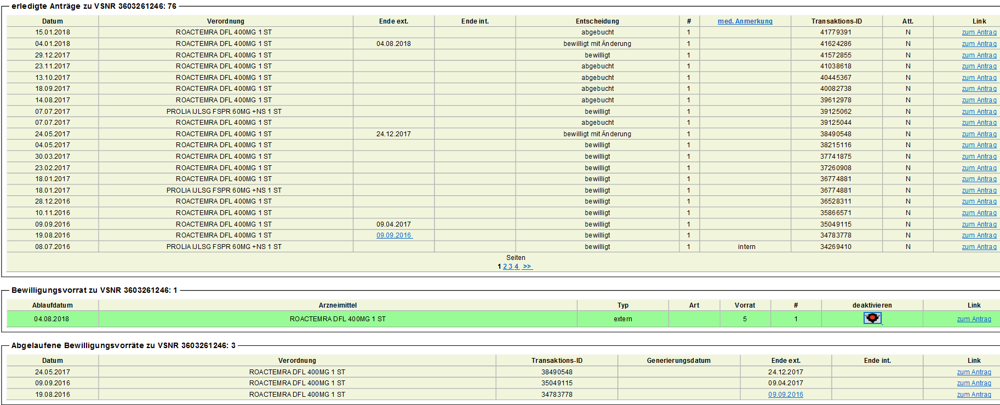 erledigte Anträge zu VSNR 3603261246: 76
Datum Verordnung Ende ext. Ende int. Entscheidung # med. Anmerkung Transaktions-ID Att. Link
15.01.2018 ROACTEMRA DFL 400MG 1 ST abgebucht 1 41779391 N zum Antrag
04.01.2018 ROACTEMRA DFL 400MG 1 ST 04.08.2018 bewilligt mit Änderung 1 41624286 N zum Antrag
29.12.2017 ROACTEMRA DFL 400MG 1 ST bewilligt 1 41572855 N zum Antrag
23.11.2017 ROACTEMRA DFL 400MG 1 ST abgebucht 1 41038618 N zum Antrag
13.10.2017 ROACTEMRA DFL 400MG 1 ST abgebucht 1 40445367 N zum Antrag
18.09.2017 ROACTEMRA DFL 400MG 1 ST abgebucht 1 40082738 N zum Antrag
14.08.2017 ROACTEMRA DFL 400MG 1 ST abgebucht 1 39612978 N zum Antrag
07.07.2017 PROLIA IJLSG FSPR 60MG +NS 1 ST bewilligt 1 39125062 N zum Antrag
07.07.2017 ROACTEMRA DFL 400MG 1 ST abgebucht 1 39125044 N zum Antrag
24.05.2017 ROACTEMRA DFL 400MG 1 ST 24.12.2017 bewilligt mit Änderung 1 38490548 N zum Antrag
04.05.2017 ROACTEMRA DFL 400MG 1 ST bewilligt 1 38215116 N zum Antrag
30.03.2017 ROACTEMRA DFL 400MG 1 ST bewilligt 1 37741875 N zum Antrag
23.02.2017 ROACTEMRA DFL 400MG 1 ST bewilligt 1 37260908 N zum Antrag
18.01.2017 ROACTEMRA DFL 400MG 1 ST bewilligt 1 36774881 N zum Antrag
18.01.2017 PROLIA IJLSG FSPR 60MG +NS 1 ST bewilligt 1 36774881 N zum Antrag
28.12.2016 ROACTEMRA DFL 400MG 1 ST bewilligt 1 36528311 N zum Antrag
10.11.2016 ROACTEMRA DFL 400MG 1 ST bewilligt 1 35866571 N zum Antrag
09.09.2016 ROACTEMRA DFL 400MG 1 ST 09.04.2017 bewilligt 1 35049115 N zum Antrag
19.08.2016 ROACTEMRA DFL 400MG 1 ST 09.09.2016 bewilligt 1 34783778 N zum Antrag
08.07.2016 PROLIA IJLSG FSPR 60MG +NS 1 ST bewilligt 1 intern 34269410 N zum Antrag
Seiten
1 2 3 4 >>
Bewilligungsvorrat zu VSNR 3603261246: 1
Ablaufdatum Arzneimittel Typ Art Vorrat # deaktivieren Link
04.08.2018 ROACTEMRA DFL 400MG 1 ST extern 5 1 zum Antrag
Abgelaufene Bewilligungsvorräte zu VSNR 3603261246: 3
Datum Verordnung Transaktions-ID Generierungsdatum Ende ext. Ende int. Link
24.05.2017 ROACTEMRA DFL 400MG 1 ST 38490548 24.12.2017 zum Antrag
09.09.2016 ROACTEMRA DFL 400MG 1 ST 35049115 09.04.2017 zum Antrag
19.08.2016 ROACTEMRA DFL 400MG 1 ST 34783778 09.09.2016 zum Antrag